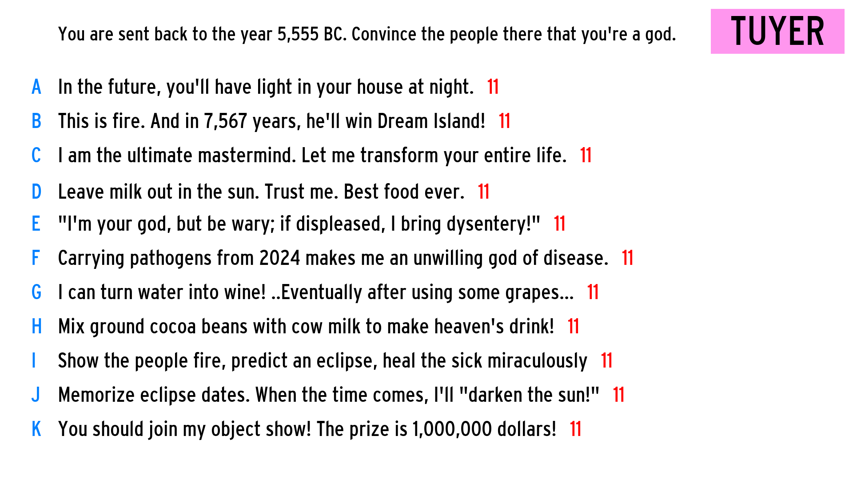 You are sent back to the year 5,555 BC. Convince the people there that you're a god.
TUYER
A In the future, you'll have light in your house at night. 11
B This is fire. And in 7,567 years, he'll win Dream Island! 11
C I am the ultimate mastermind. Let me transform your entire life. 11
D Leave milk out in the sun. Trust me. Best food ever. 11
E "I'm your god, but be wary; if displeased, I bring dysentery!" 11
F Carrying pathogens from 2024 makes me an unwilling god of disease. 11
G I can turn water into wine! ..Eventually after using some grapes... 11
H Mix ground cocoa beans with cow milk to make heaven's drink! 11
I Show the people fire, predict an eclipse, heal the sick miraculously 11
J Memorize eclipse dates. When the time comes, I'll "darken the sun!" 11
K You should join my object show! The prize is 1,000,000 dollars! 11